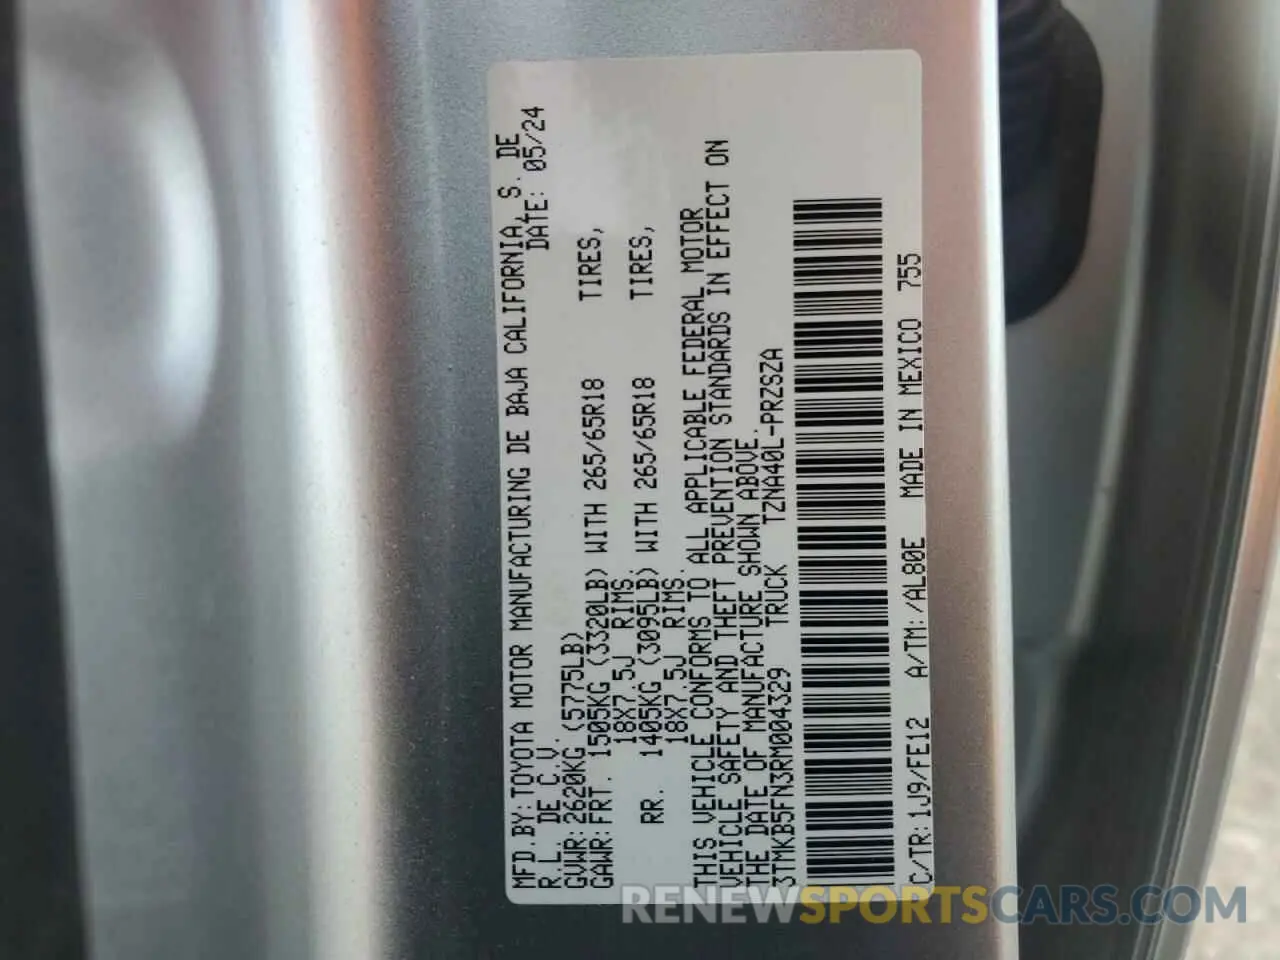 MFD.BY:TOYOTA MOTOR MANUFACTURING DE BAJA CALIFORNIA, S. DE
R.L. DE C.V. DATE: 05/24
GVWR:2620KG (5775LB)
GAWR:FRT. 1505KG (3320LB) WITH 265/65R18 TIRES,
18X7.5J RIMS.
RR. 1405KG (3095LB) WITH 265/65R18 TIRES,
18X7.5J RIMS.
THIS VEHICLE CONFORMS TO ALL APPLICABLE FEDERAL MOTOR
VEHICLE SAFETY AND THEFT PREVENTION STANDARDS IN EFFECT ON
THE DATE OF MANUFACTURE SHOWN ABOVE.
3TMKB5FN3RM004329 TRUCK TZNA40L-PRZSZA
C/TR:1J9/FE12 A/TM:/AL80E MADE IN MEXICO 755
RENEWSPORTSCARS.COM